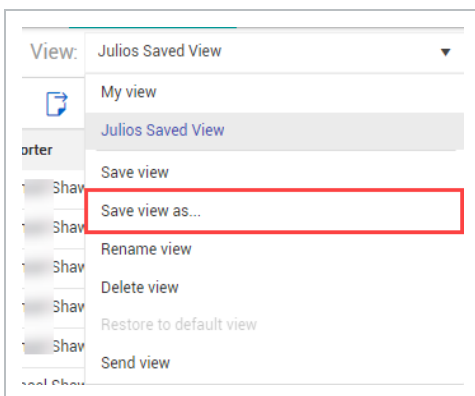 View: Julios Saved View
My view
Julios Saved View
orter
Save view
Shaw
Save view as...
Shaw
Rename view
Shaw
Delete view
Shaw
Restore to default view
Shaw
Send view